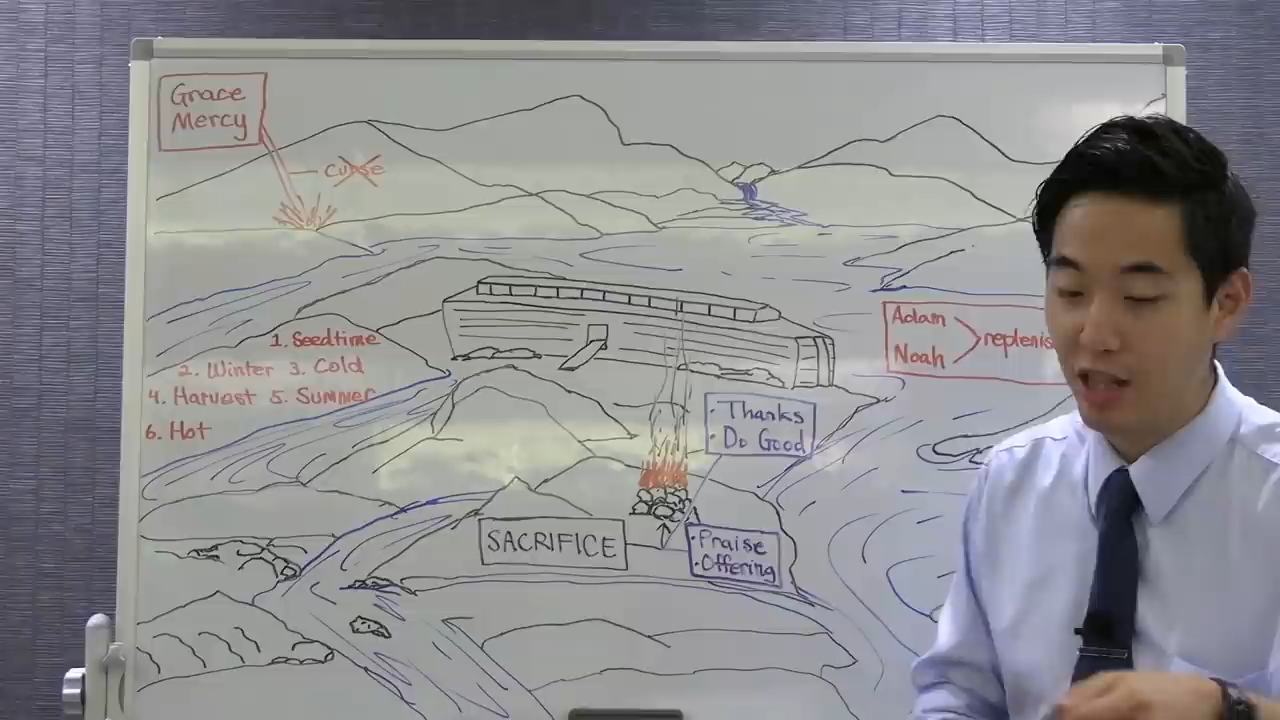 Grace
Mercy
curse
1. Seedtime
2. Winter 3. Cold
4. Harvest 5. Summer
6. Hot
Adam
Noah
replenis
· Thanks
· Do Good
SACRIFICE
· Praise
· Offering